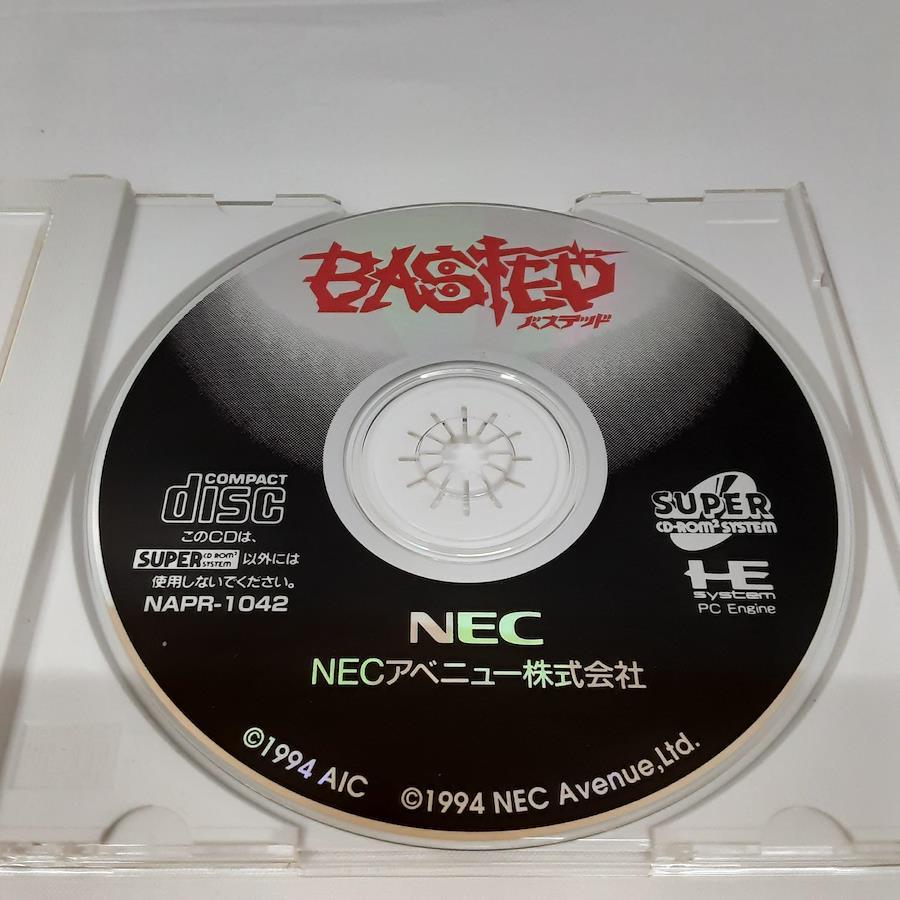 BASTED
バステッド
COMPACT
disc
このCDは、
SUPER CD-ROM² SYSTEM 以外には
使用しないでください。
NAPR-1042
SUPER
CD-ROM² SYSTEM
HE
system
PC Engine
NEC
NECアベニュー株式会社
©1994 AIC
©1994 NEC Avenue,Ltd.